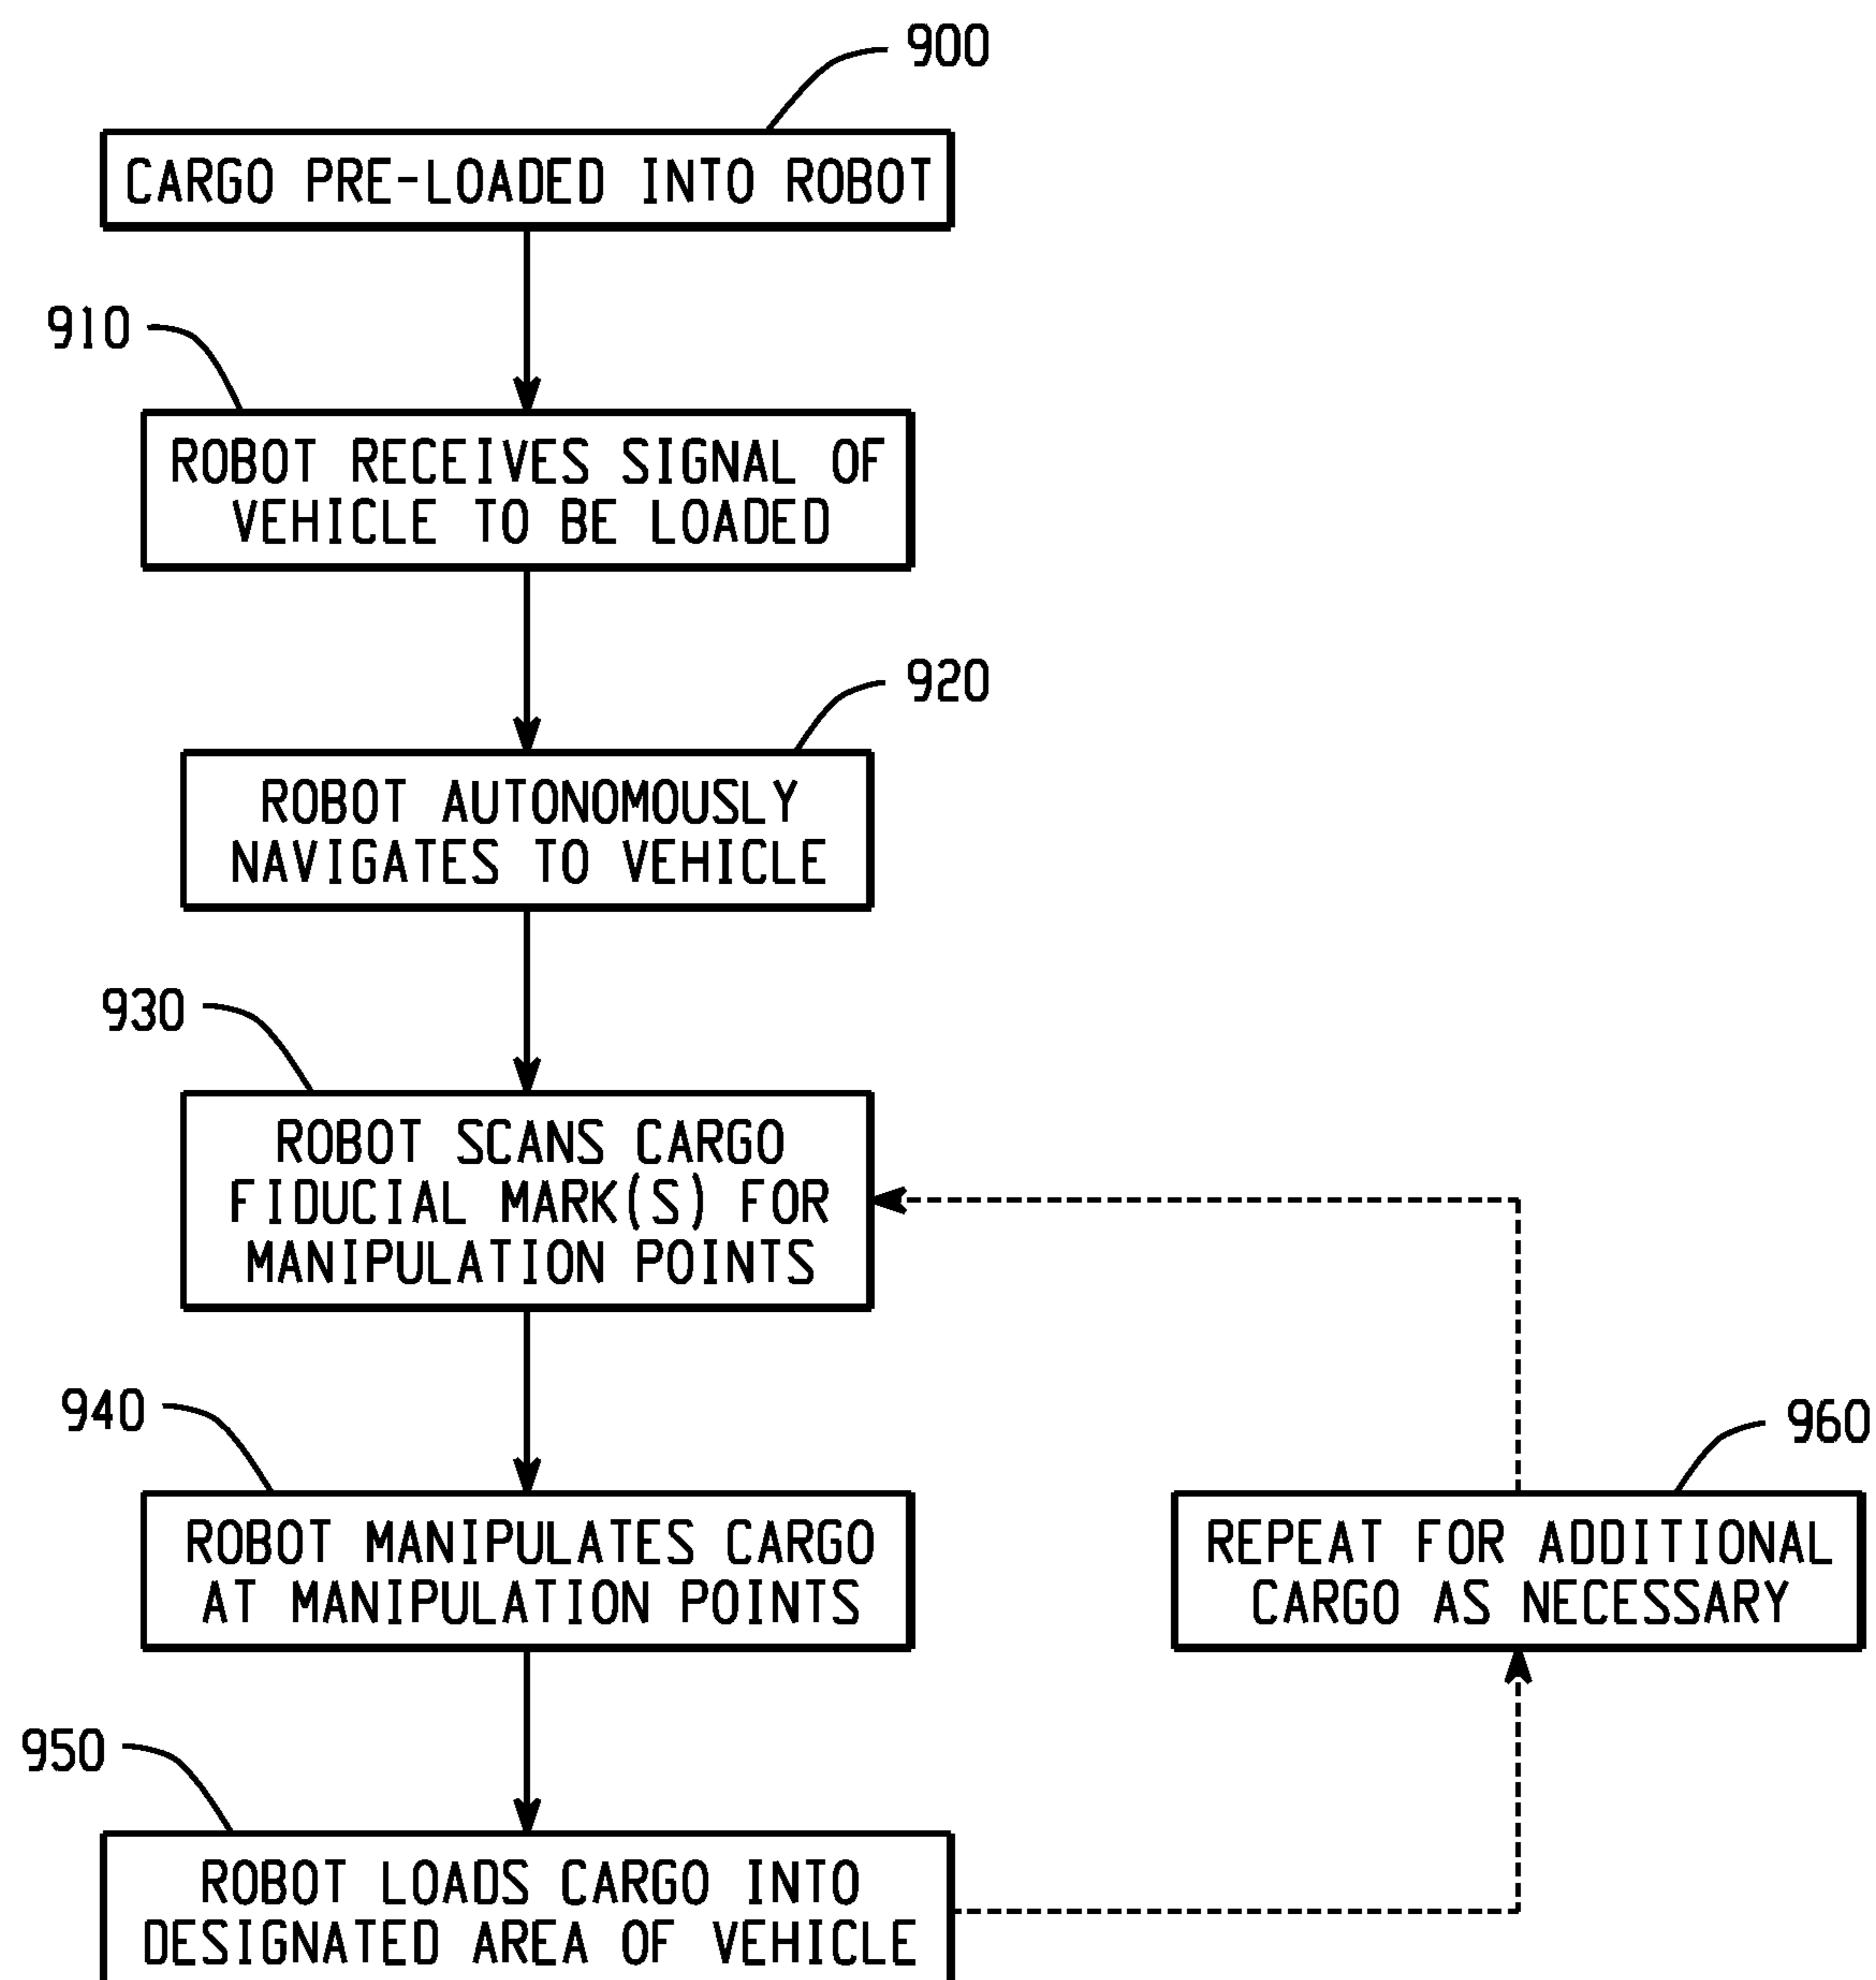 900
CARGO PRE-LOADED INTO ROBOT
910
ROBOT RECEIVES SIGNAL OF
VEHICLE TO BE LOADED
920
ROBOT AUTONOMOUSLY
NAVIGATES TO VEHICLE
930
ROBOT SCANS CARGO
FIDUCIAL MARK(S) FOR
MANIPULATION POINTS
940
ROBOT MANIPULATES CARGO
AT MANIPULATION POINTS
960
REPEAT FOR ADDITIONAL
CARGO AS NECESSARY
950
ROBOT LOADS CARGO INTO
DESIGNATED AREA OF VEHICLE